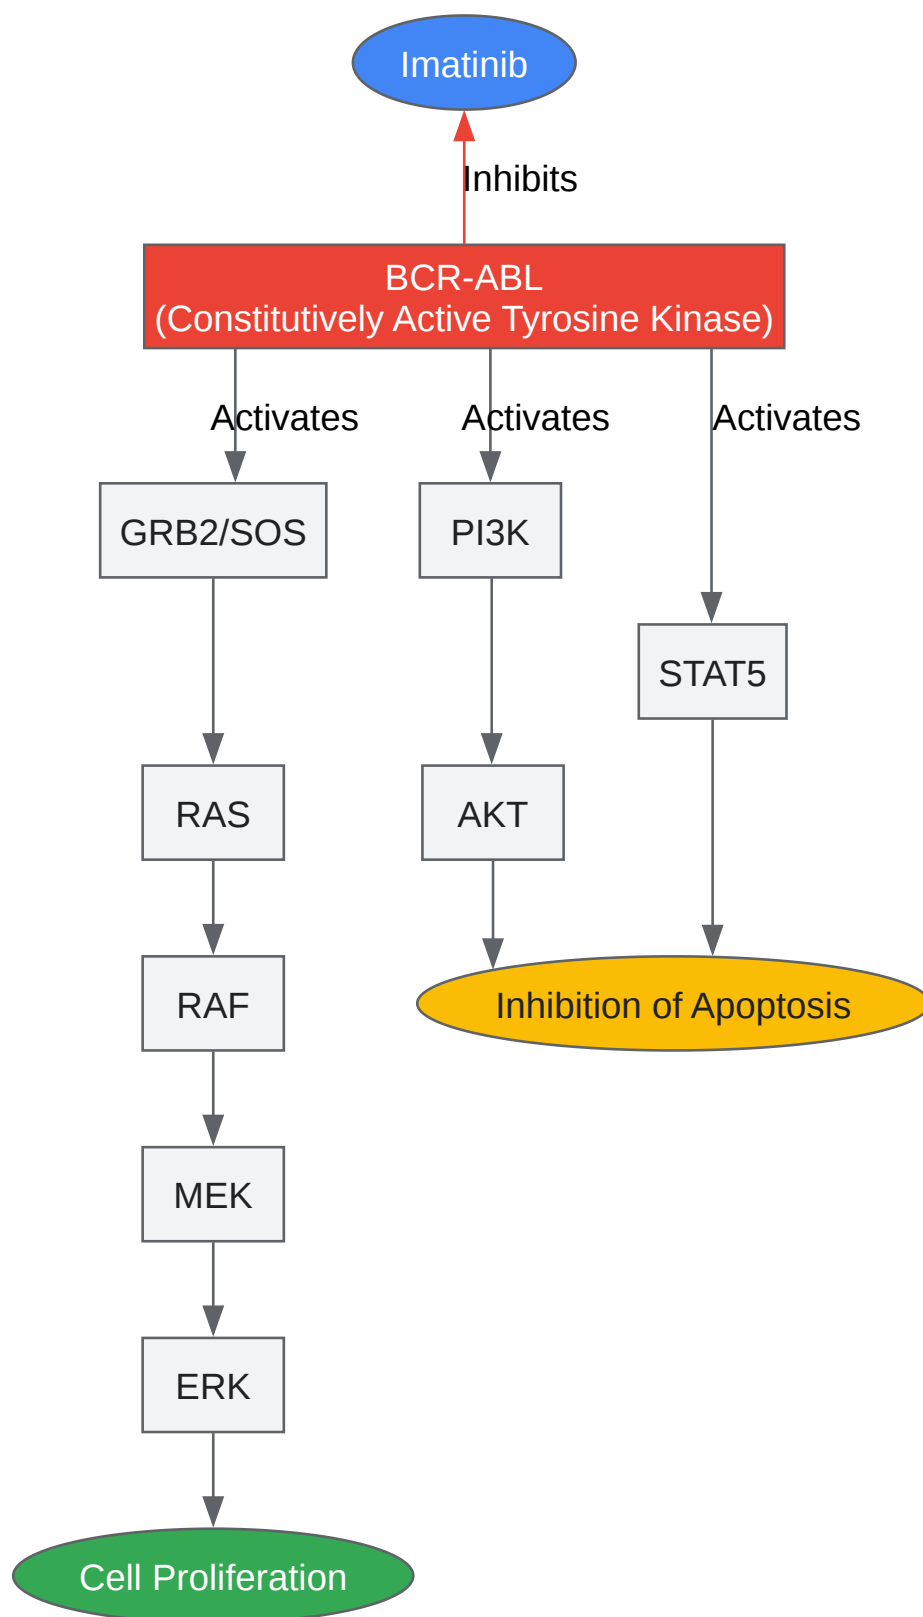 Imatinib
Inhibits
BCR-ABL
(Constitutively Active Tyrosine Kinase)
Activates
Activates
Activates
GRB2/SOS
PI3K
STAT5
RAS
AKT
RAF
Inhibition of Apoptosis
MEK
ERK
Cell Proliferation